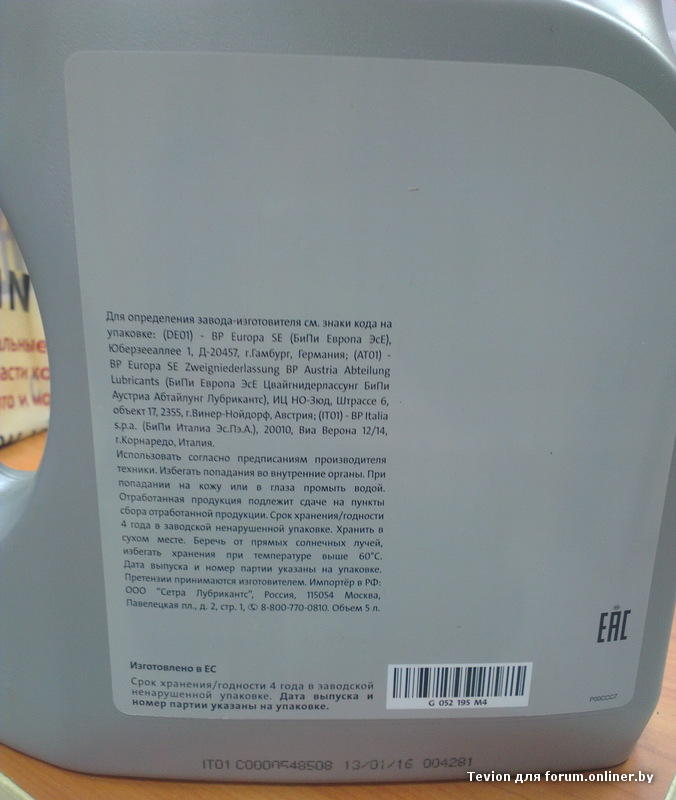 Для определения завода-изготовителя см. знаки кода на
упаковке: (DE01) - BP Europa SE (БиПи Европа ЭсЕ),
Юберзееаллее 1, Д-20457, г.Гамбург, Германия; (AT01) -
BP Europa SE Zweigniederlassung BP Austria Abteilung
Lubricants (БиПи Европа ЭсЕ Цвайгнидерлассунг БиПи
Аустриа Абтайлунг Лубрикантс), ИЦ НО-Зюд, Штрассе 6,
объект 17, 2355, г.Винер-Нойдорф, Австрия; (IT01) - BP Italia
s.p.a. (БиПи Италиа Эс.Пэ.А.), 20010, Виа Верона 12/14,
г.Корнаредо, Италия.
Использовать согласно предписаниям производителя
техники. Избегать попадания во внутренние органы. При
попадании на кожу или в глаза промыть водой.
Отработанная продукция подлежит сдаче на пункты
сбора отработанной продукции. Срок хранения/годности
4 года в заводской ненарушенной упаковке. Хранить в
сухом месте. Беречь от прямых солнечных лучей,
избегать хранения при температуре выше 60°C.
Дата выпуска и номер партии указаны на упаковке.
Претензии принимаются изготовителем. Импортёр в РФ:
ООО "Сетра Лубрикантс", Россия, 115054 Москва,
Павелецкая пл., д. 2, стр. 1, ✆ 8-800-770-0810. Объем 5 л.
EAC
Изготовлено в ЕС
Срок хранения/годности 4 года в заводской
ненарушенной упаковке. Дата выпуска и
номер партии указаны на упаковке.
G 052 195 M4
IT01 C0000548508 13/01/16 004281
Tevion для forum.onliner.by